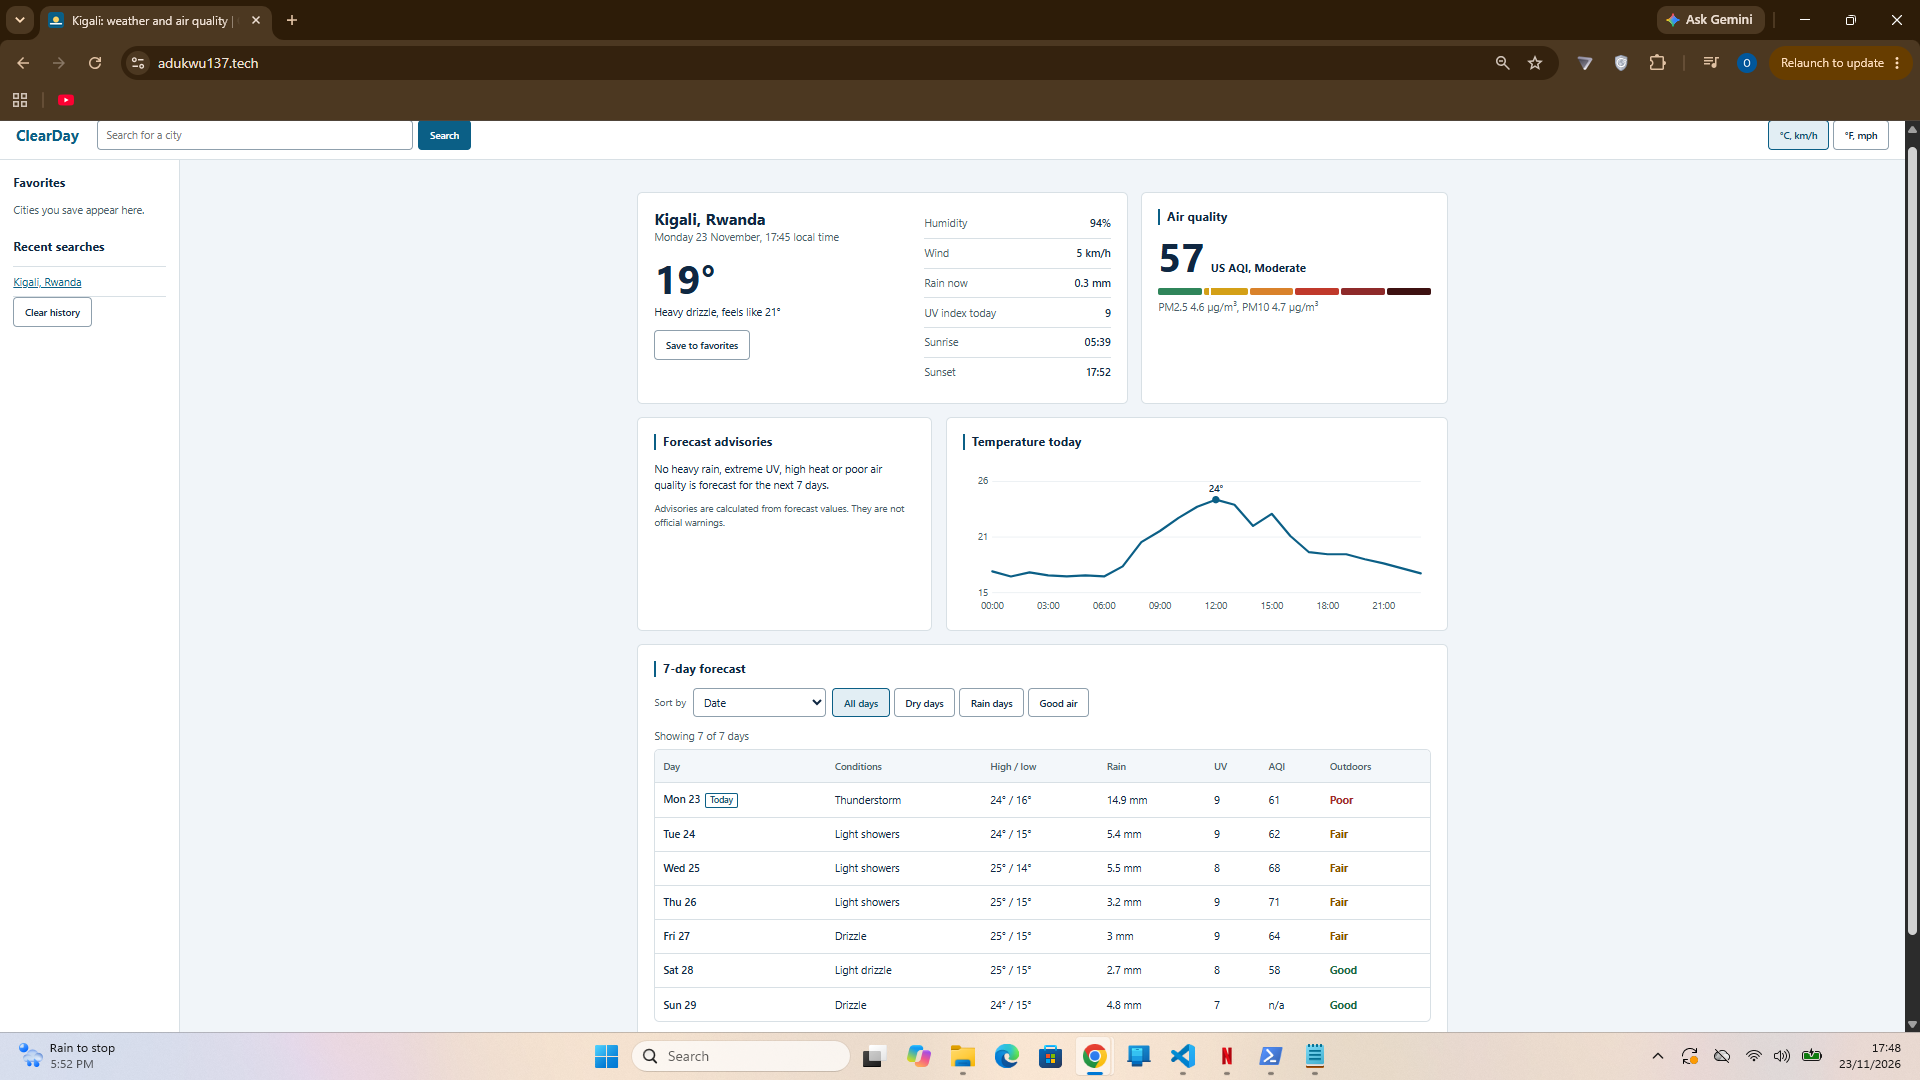 Kigali: weather and air quality |
Ask Gemini
adukwu137.tech
O
Relaunch to update
ClearDay
Search for a city
Search
°C, km/h
°F, mph
Favorites
Cities you save appear here.
Recent searches
Kigali, Rwanda
Clear history
Kigali, Rwanda
Monday 23 November, 17:45 local time
19°
Heavy drizzle, feels like 21°
Save to favorites
Humidity 94%
Wind 5 km/h
Rain now 0.3 mm
UV index today 9
Sunrise 05:39
Sunset 17:52
Air quality
57 US AQI, Moderate
PM2.5 4.6 µg/m³, PM10 4.7 µg/m³
Forecast advisories
No heavy rain, extreme UV, high heat or poor air
quality is forecast for the next 7 days.
Advisories are calculated from forecast values. They are not
official warnings.
Temperature today
26
24°
21
15
00:00 03:00 06:00 09:00 12:00 15:00 18:00 21:00
7-day forecast
Sort by Date All days Dry days Rain days Good air
Showing 7 of 7 days
Day Conditions High / low Rain UV AQI Outdoors
Mon 23 Today Thunderstorm 24° / 16° 14.9 mm 9 61 Poor
Tue 24 Light showers 24° / 15° 5.4 mm 9 62 Fair
Wed 25 Light showers 25° / 14° 5.5 mm 8 68 Fair
Thu 26 Light showers 25° / 15° 3.2 mm 9 71 Fair
Fri 27 Drizzle 25° / 15° 3 mm 9 64 Fair
Sat 28 Light drizzle 25° / 15° 2.7 mm 8 58 Good
Sun 29 Drizzle 24° / 15° 4.8 mm 7 n/a Good
Rain to stop
5:52 PM
Search
N
17:48
23/11/2026